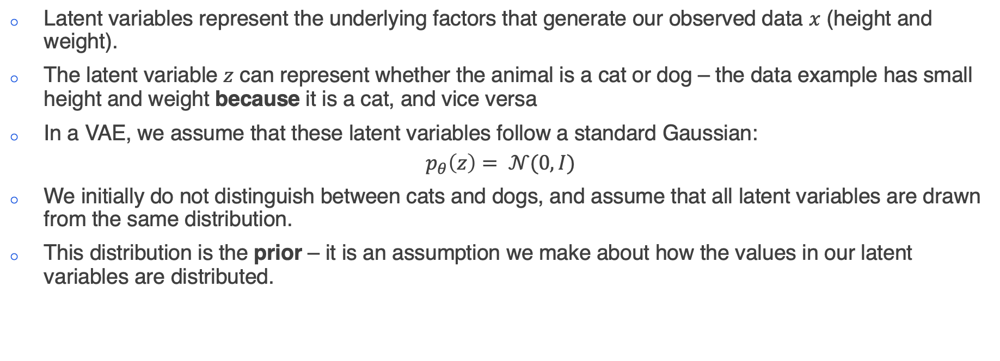 Latent variables represent the underlying factors that generate our observed data x (height and
weight).
The latent variable z can represent whether the animal is a cat or dog – the data example has small
height and weight because it is a cat, and vice versa
In a VAE, we assume that these latent variables follow a standard Gaussian:
p_θ(z) = 𝒩(0, I)
We initially do not distinguish between cats and dogs, and assume that all latent variables are drawn
from the same distribution.
This distribution is the prior – it is an assumption we make about how the values in our latent
variables are distributed.